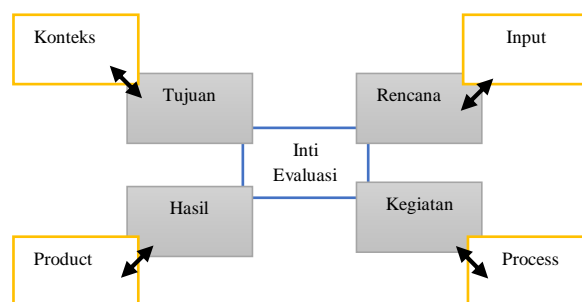 Konteks
Input
Tujuan
Rencana
Inti
Evaluasi
Hasil
Kegiatan
Product
Process